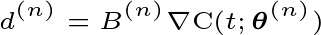 d^{(n)} = B^{(n)} ∇C(t; θ^{(n)})